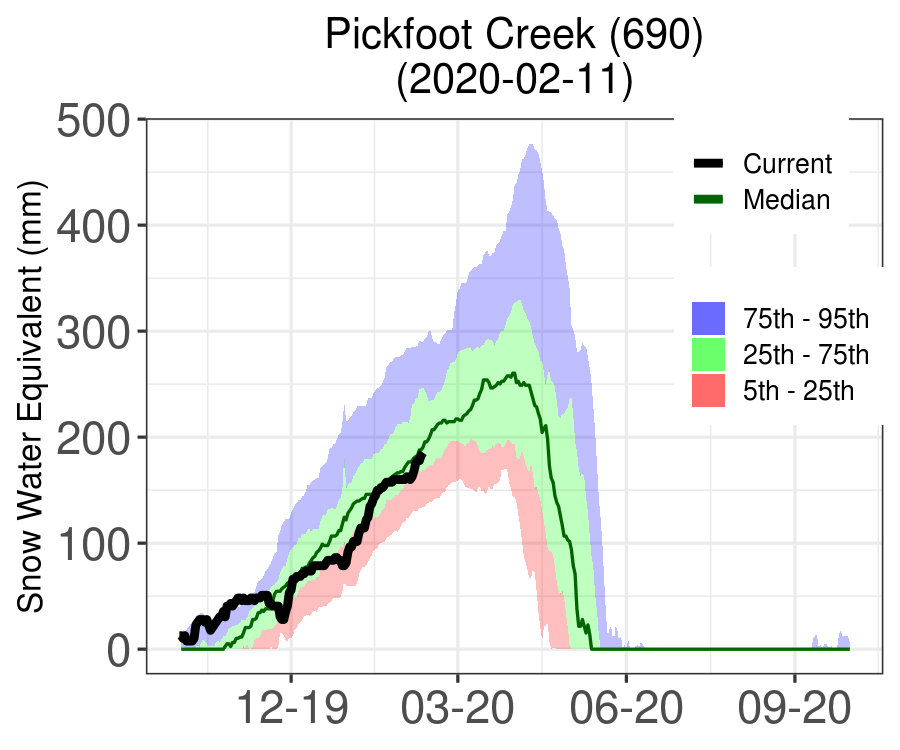 Pickfoot Creek (690)
(2020-02-11)
Snow Water Equivalent (mm)
500
400
300
200
100
0
12-19
03-20
06-20
09-20
Current
Median
75th - 95th
25th - 75th
5th - 25th